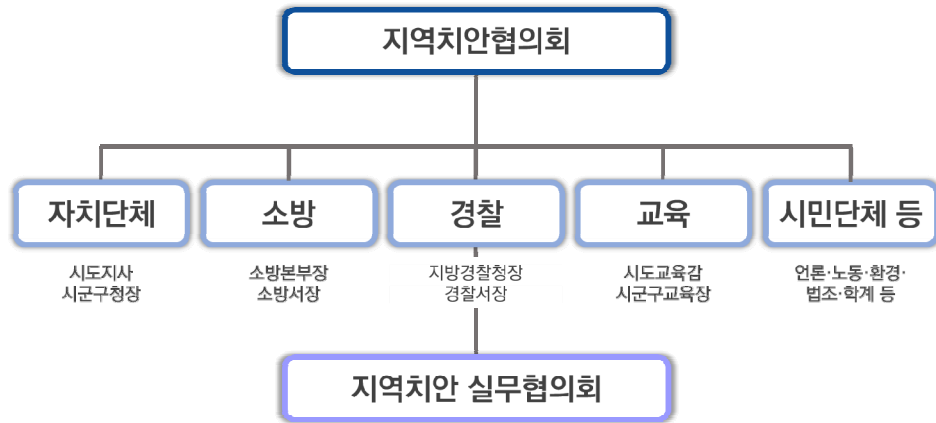 지역치안협의회
자치단체
소방
경찰
교육
시민단체 등
시도지사
시군구청장
소방본부장
소방서장
지방경찰청장
경찰서장
시도교육감
시군구교육장
언론·노동·환경·
법조·학계 등
지역치안 실무협의회